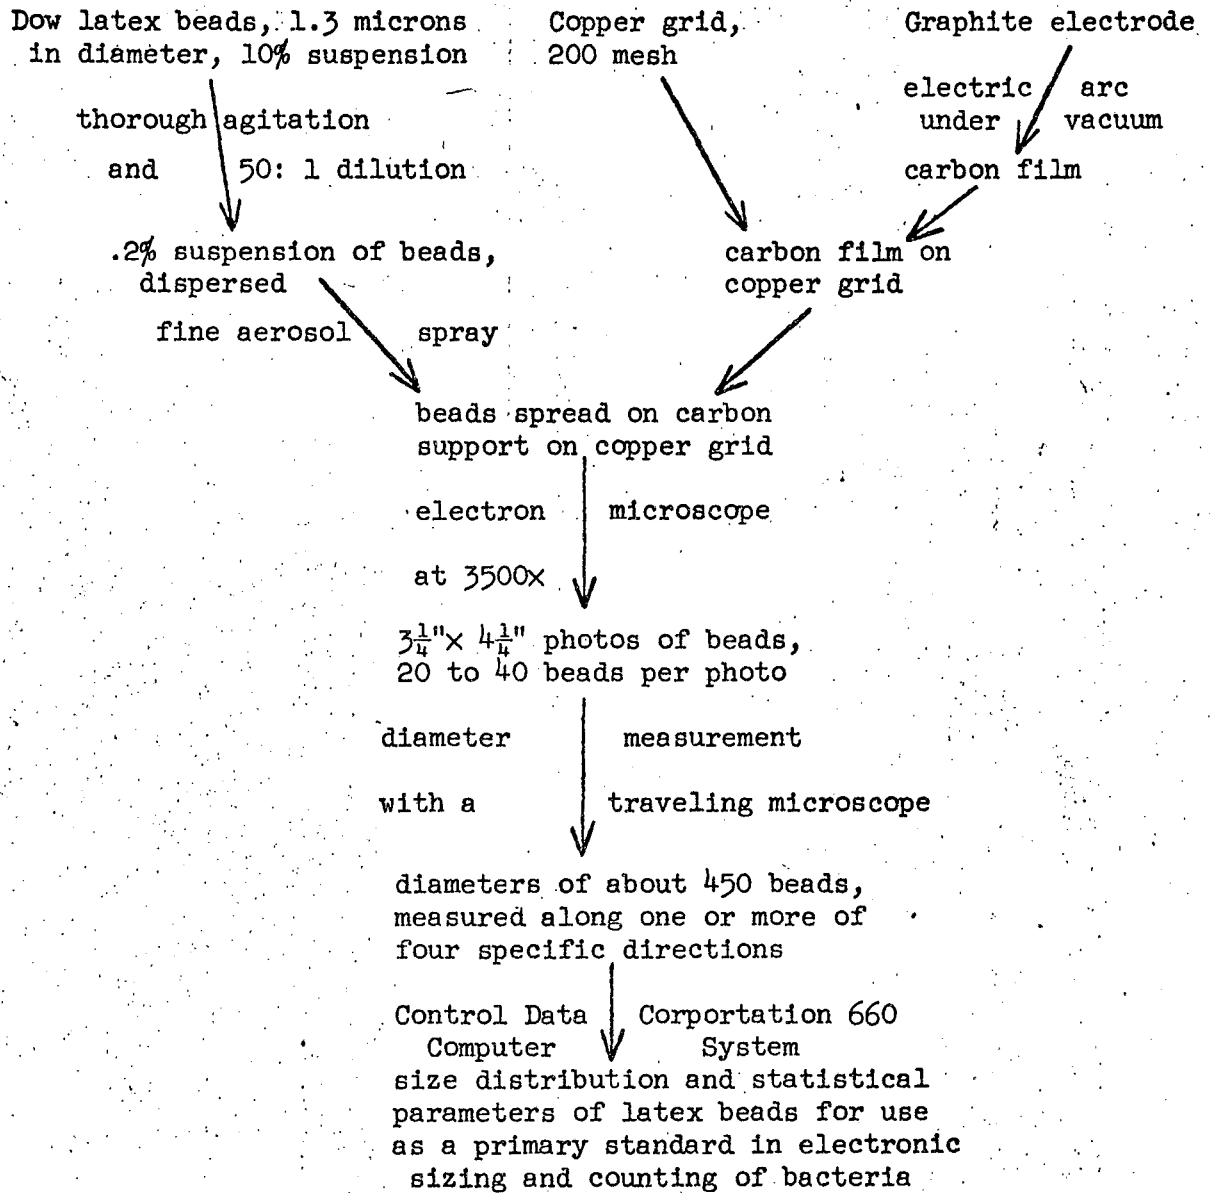 Dow latex beads, 1.3 microns
in diameter, 10% suspension
thorough agitation
and 50: 1 dilution
.2% suspension of beads,
dispersed
fine aerosol spray
Copper grid,
200 mesh
Graphite electrode
electric arc
under vacuum
carbon film
carbon film on
copper grid
beads spread on carbon
support on copper grid
electron microscope
at 3500×
3¼"× 4¼" photos of beads,
20 to 40 beads per photo
diameter measurement
with a traveling microscope
diameters of about 450 beads,
measured along one or more of
four specific directions
Control Data Corportation 660
Computer System
size distribution and statistical
parameters of latex beads for use
as a primary standard in electronic
sizing and counting of bacteria